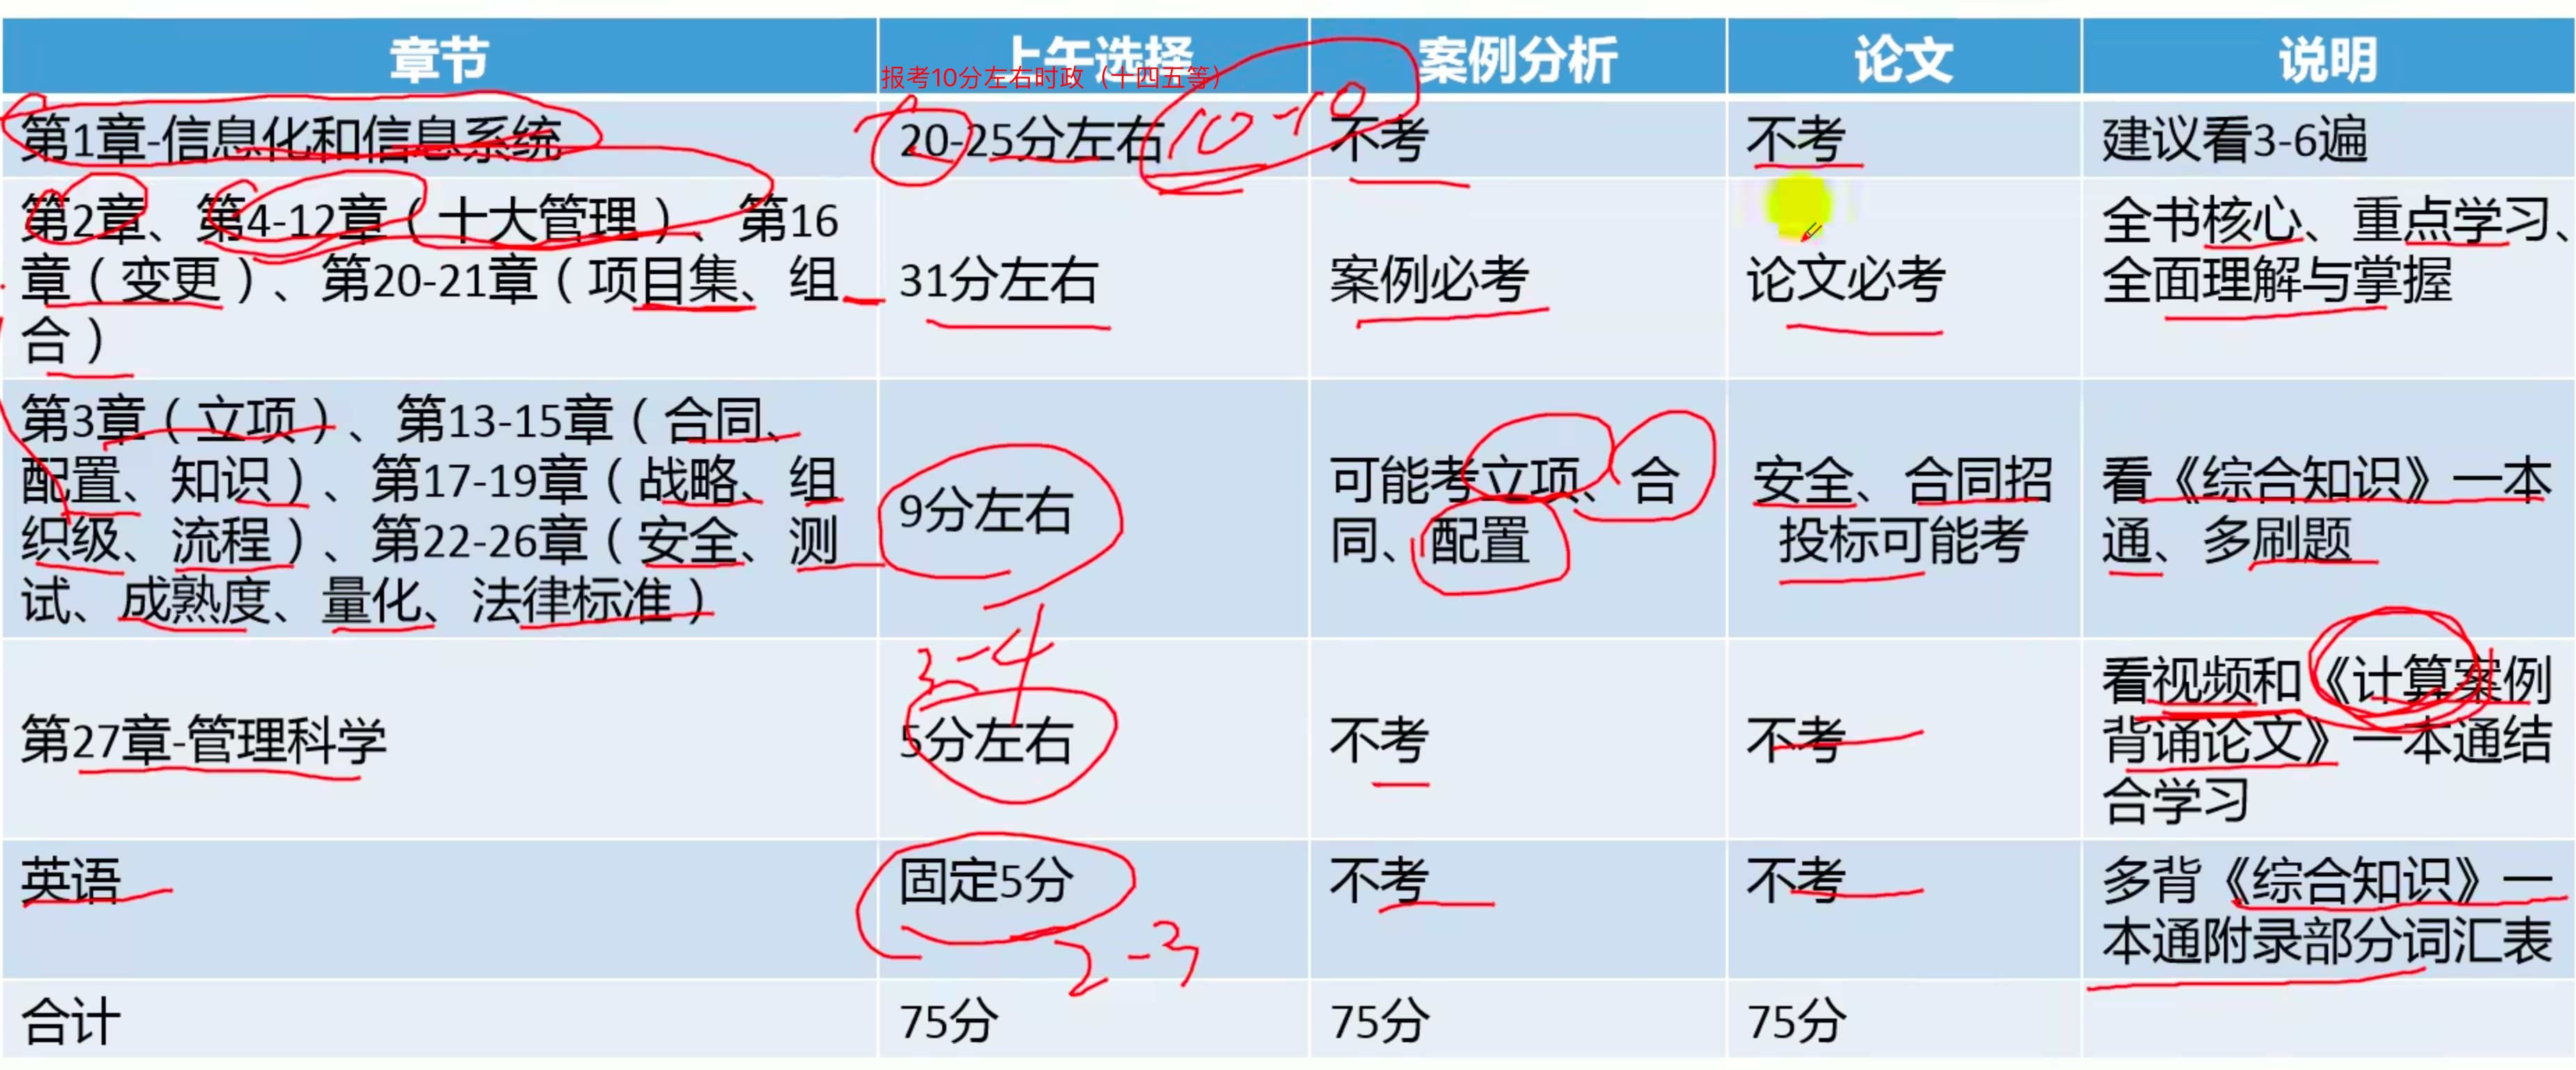 章节
上午选择
案例分析
论文
说明
报考10分左右时政（十四五等）
第1章-信息化和信息系统
20-25分左右
10-10
不考
不考
建议看3-6遍
第2章、第4-12章（十大管理）、第16
章（变更）、第20-21章（项目集、组
合）
31分左右
案例必考
论文必考
全书核心、重点学习、
全面理解与掌握
第3章（立项）、第13-15章（合同、
配置、知识）、第17-19章（战略、组
织级、流程）、第22-26章（安全、测
试、成熟度、量化、法律标准）
9分左右
可能考立项、合
同、配置
安全、合同招
投标可能考
看《综合知识》一本
通、多刷题
第27章-管理科学
3-4
5分左右
不考
不考
看视频和《计算案例
背诵论文》一本通结
合学习
英语
固定5分
2-3
不考
不考
多背《综合知识》一
本通附录部分词汇表
合计
75分
75分
75分